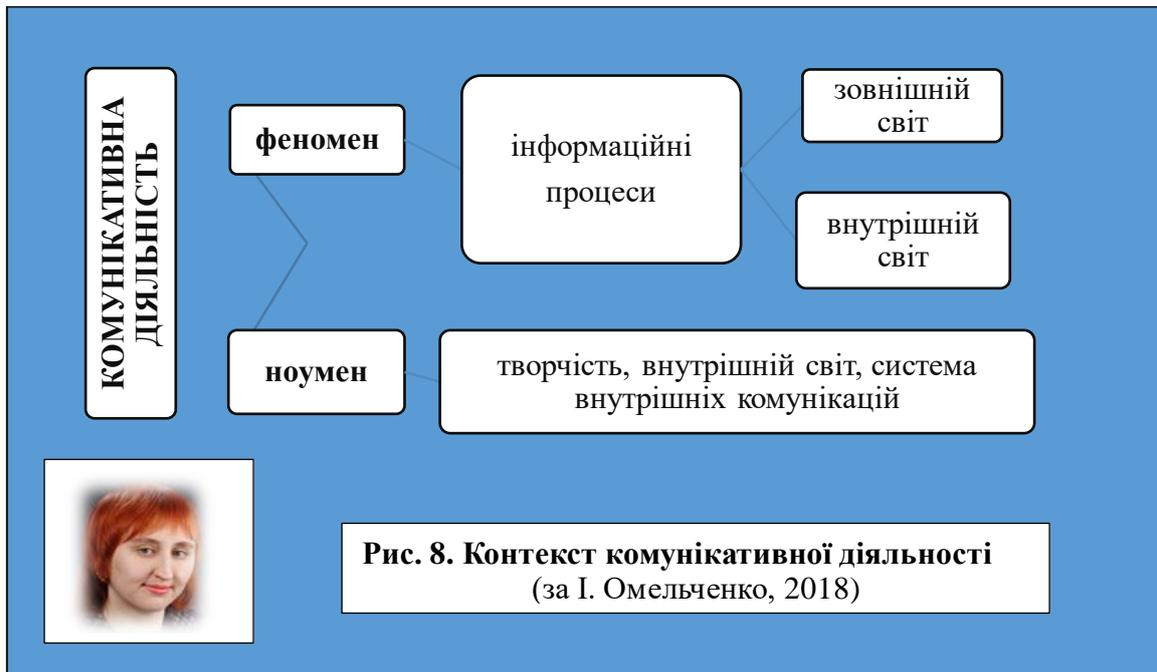 КОМУНІКАТИВНА
ДІЯЛЬНІСТЬ
феномен
інформаційні
процеси
зовнішній
світ
внутрішній
світ
ноумен
творчість, внутрішній світ, система
внутрішніх комунікацій
Рис. 8. Контекст комунікативної діяльності
(за І. Омельченко, 2018)